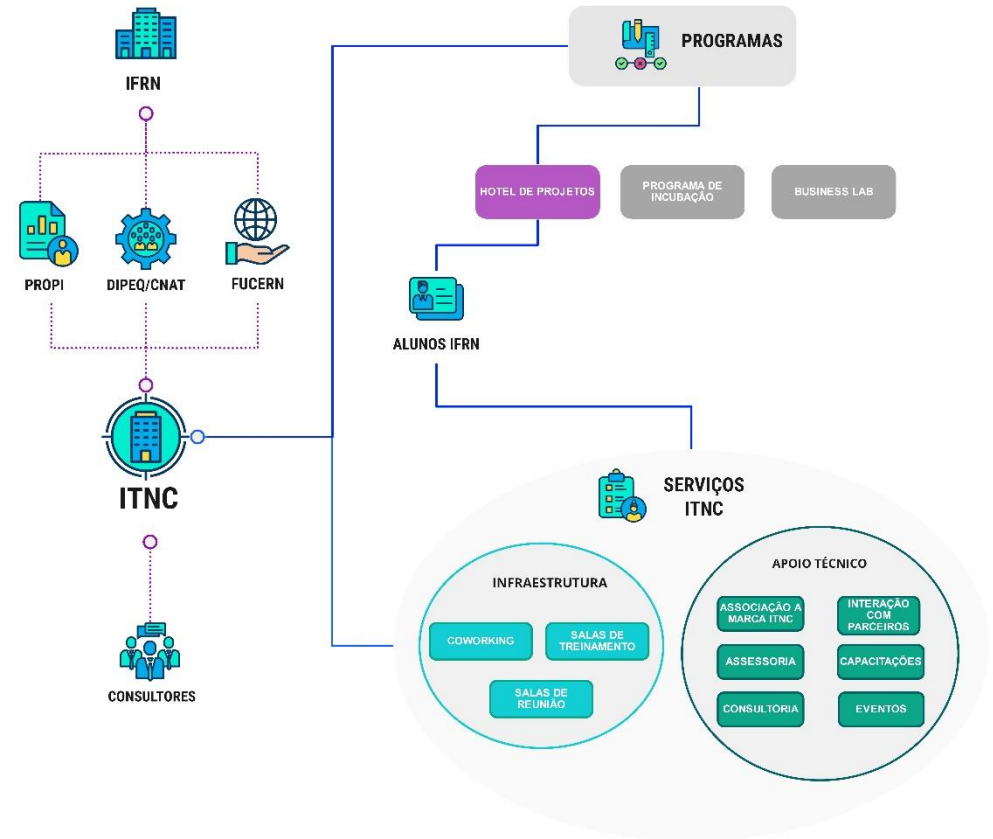 IFRN
PROPI
DIPEQ/CNAT
FUCERN
ITNC
CONSULTORES
PROGRAMAS
HOTEL DE PROJETOS
PROGRAMA DE
INCUBAÇÃO
BUSINESS LAB
ALUNOS IFRN
SERVIÇOS
ITNC
INFRAESTRUTURA
COWORKING
SALAS DE
TREINAMENTO
SALAS DE
REUNIÃO
APOIO TÉCNICO
ASSOCIAÇÃO A
MARCA ITNC
INTERAÇÃO
COM
PARCEIROS
ASSESSORIA
CAPACITAÇÕES
CONSULTORIA
EVENTOS